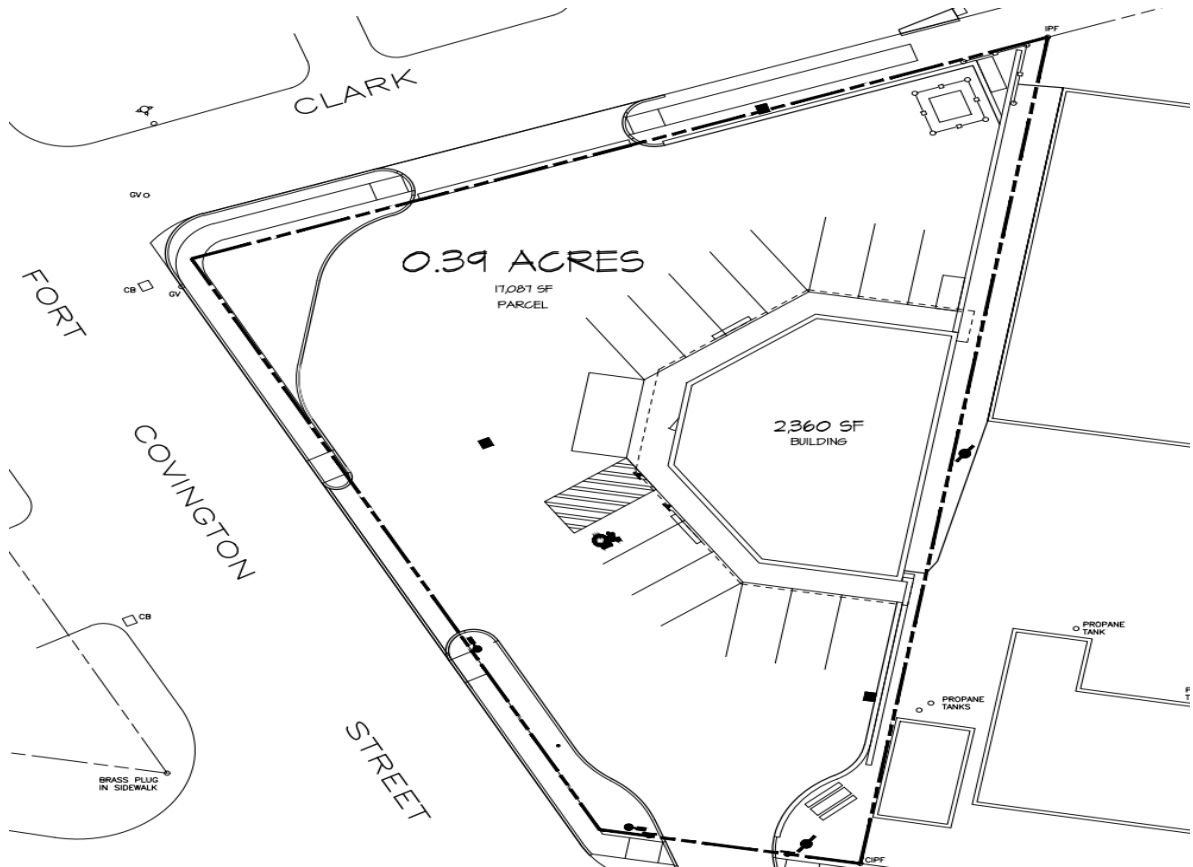 IPF
CLARK
GV
0.39 ACRES
17,087 SF
PARCEL
FORT
CB
GV
COVINGTON
2,360 SF
BUILDING
CB
PROPANE
TANK
PROPANE
TANKS
STREET
BRASS PLUG
IN SIDEWALK
CIPF